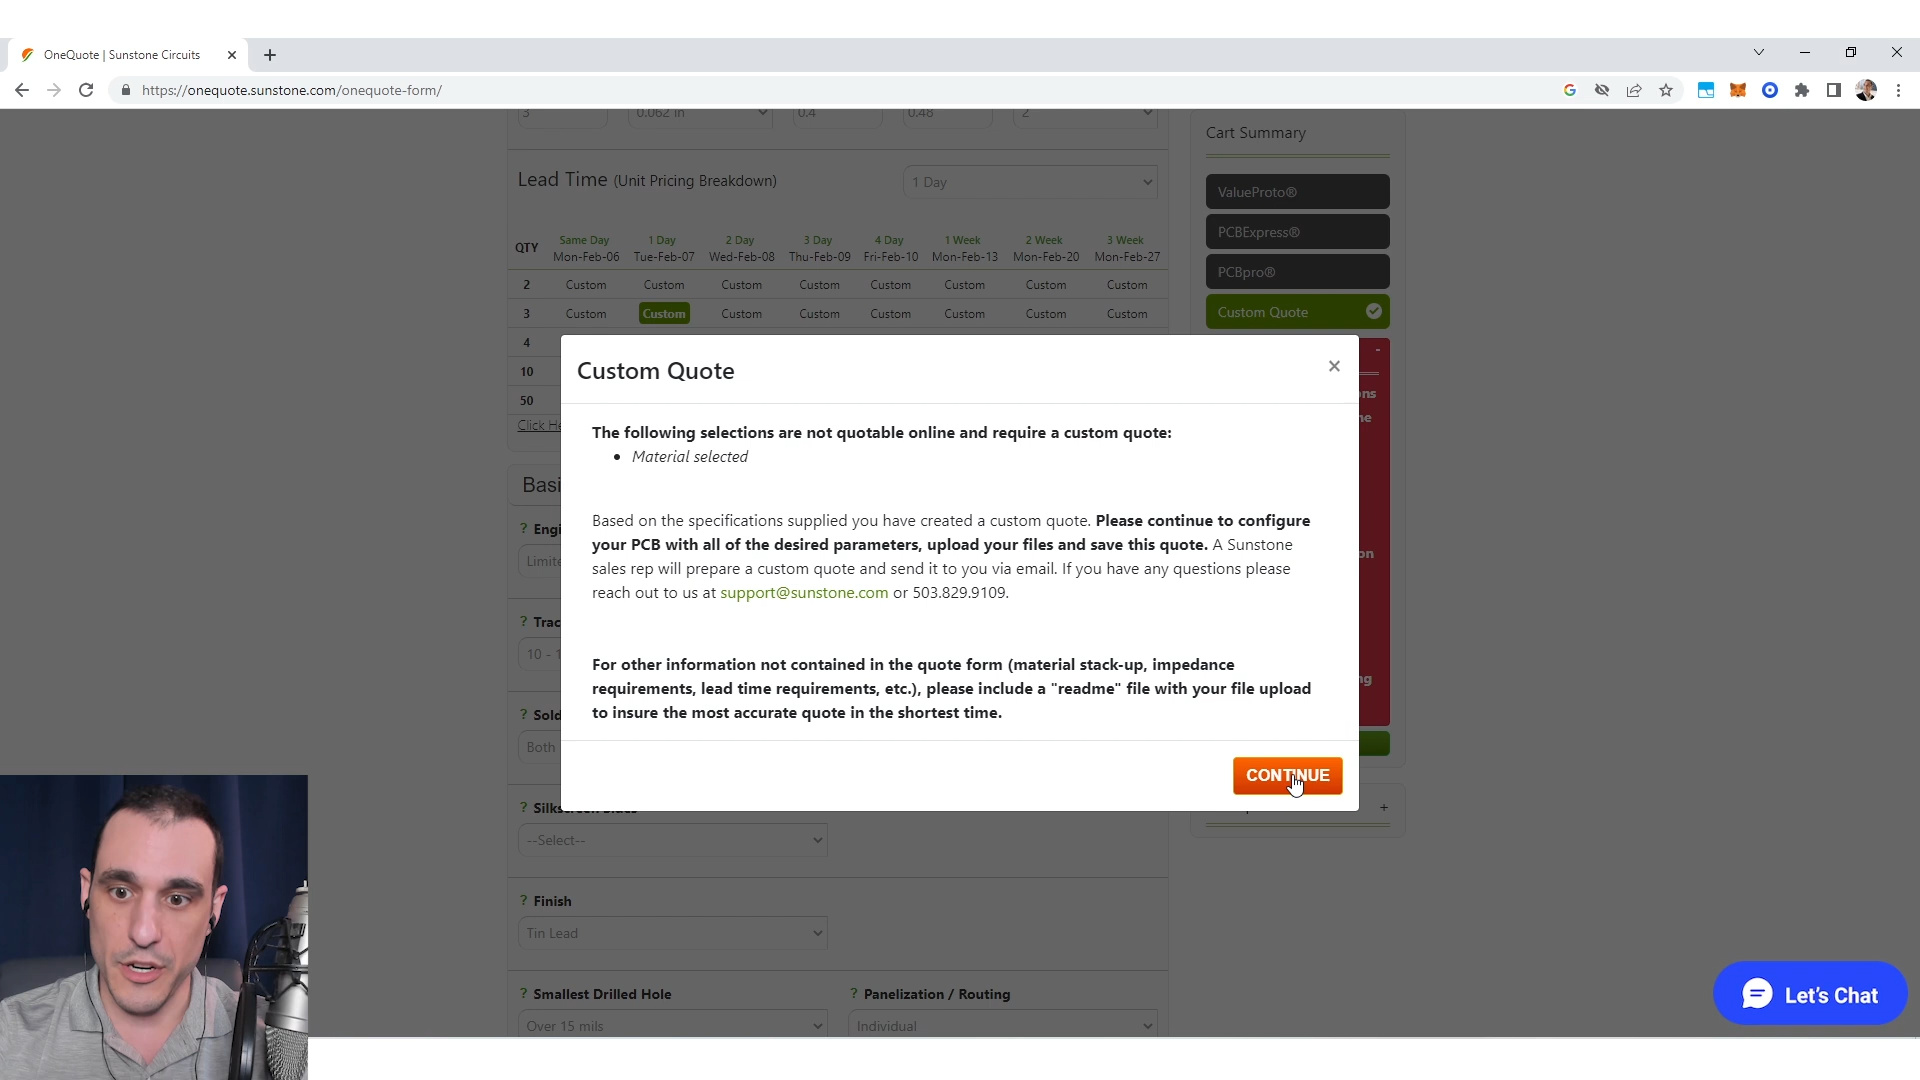 OneQuote | Sunstone Circuits
https://onequote.sunstone.com/onequote-form/
3 0.062 in 0.4 0.48 2
Cart Summary
Lead Time (Unit Pricing Breakdown) 1 Day
ValueProto®
PCBExpress®
PCBpro®
Custom Quote
QTY Same Day 1 Day 2 Day 3 Day 4 Day 1 Week 2 Week 3 Week
Mon-Feb-06 Tue-Feb-07 Wed-Feb-08 Thu-Feb-09 Fri-Feb-10 Mon-Feb-13 Mon-Feb-20 Mon-Feb-27
2 Custom Custom Custom Custom Custom Custom Custom Custom
3 Custom Custom Custom Custom Custom Custom Custom Custom
4
10
50
Click
Custom Quote
×
The following selections are not quotable online and require a custom quote:
• Material selected
Based on the specifications supplied you have created a custom quote. Please continue to configure
your PCB with all of the desired parameters, upload your files and save this quote. A Sunstone
sales rep will prepare a custom quote and send it to you via email. If you have any questions please
reach out to us at support@sunstone.com or 503.829.9109.
For other information not contained in the quote form (material stack-up, impedance
requirements, lead time requirements, etc.), please include a "readme" file with your file upload
to insure the most accurate quote in the shortest time.
CONTINUE
Both
--Select--
? Finish
Tin Lead
? Smallest Drilled Hole ? Panelization / Routing
Over 15 mils Individual
Let's Chat